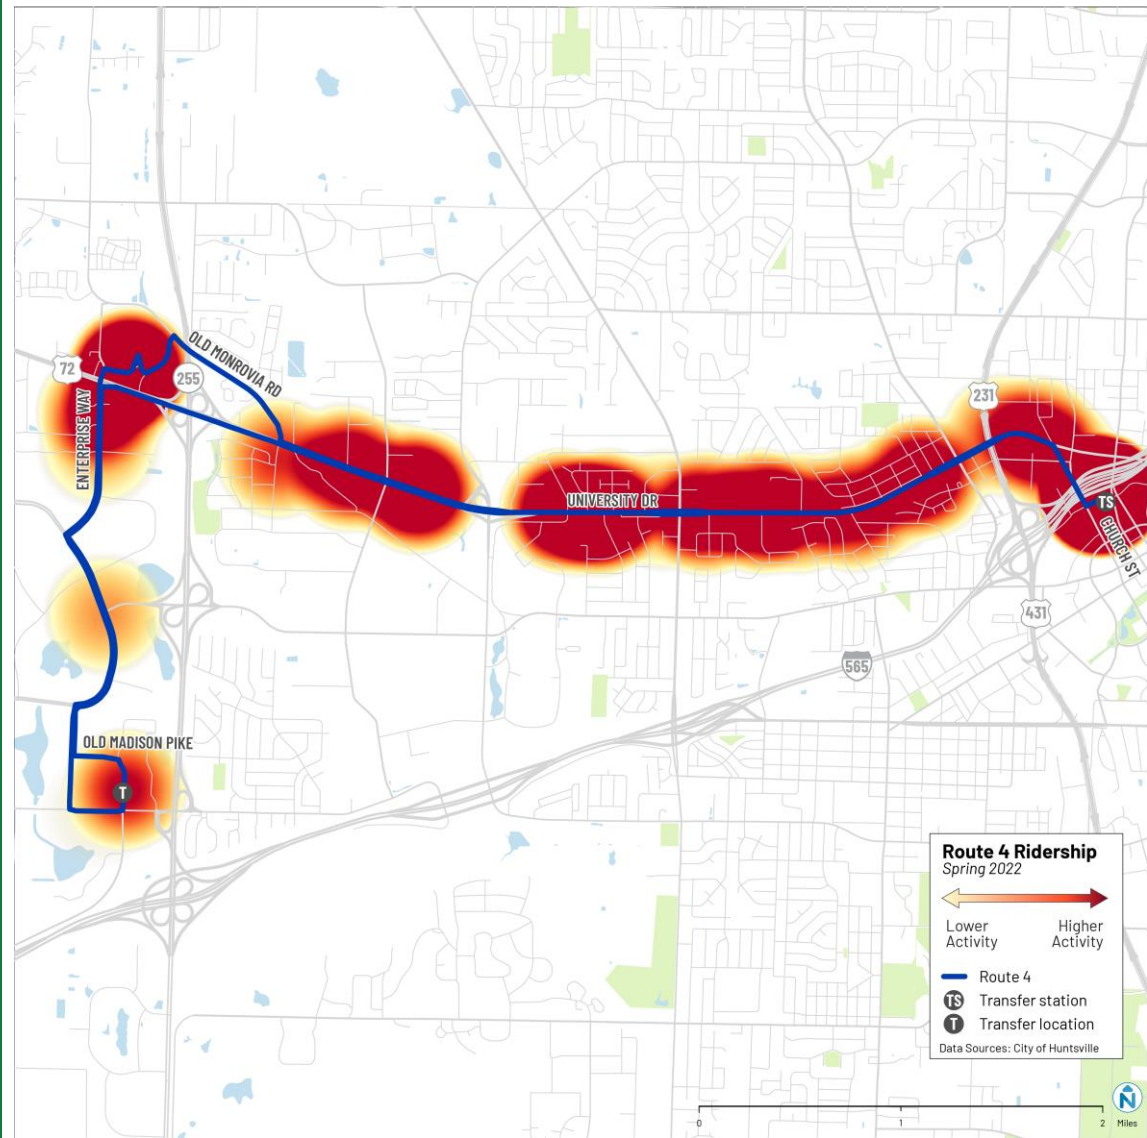 OLD MONROVIA RD
72
255
ENTERPRISE WAY
231
UNIVERSITY DR
TS
CHURCH ST
431
565
OLD MADISON PIKE
T
Route 4 Ridership
Spring 2022
Lower
Activity
Higher
Activity
Route 4
TS Transfer station
T Transfer location
Data Sources: City of Huntsville
N
0 1 2 Miles